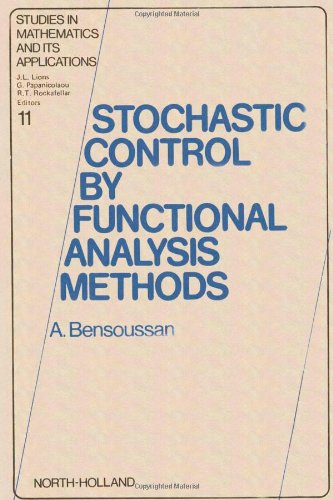 STUDIES IN
MATHEMATICS
AND ITS
APPLICATIONS
J.L. Lions
G. Papanicolaou
R.T. Rockafellar
Editors
11
STOCHASTIC
CONTROL
BY
FUNCTIONAL
ANALYSIS
METHODS
A. Bensoussan
NORTH-HOLLAND